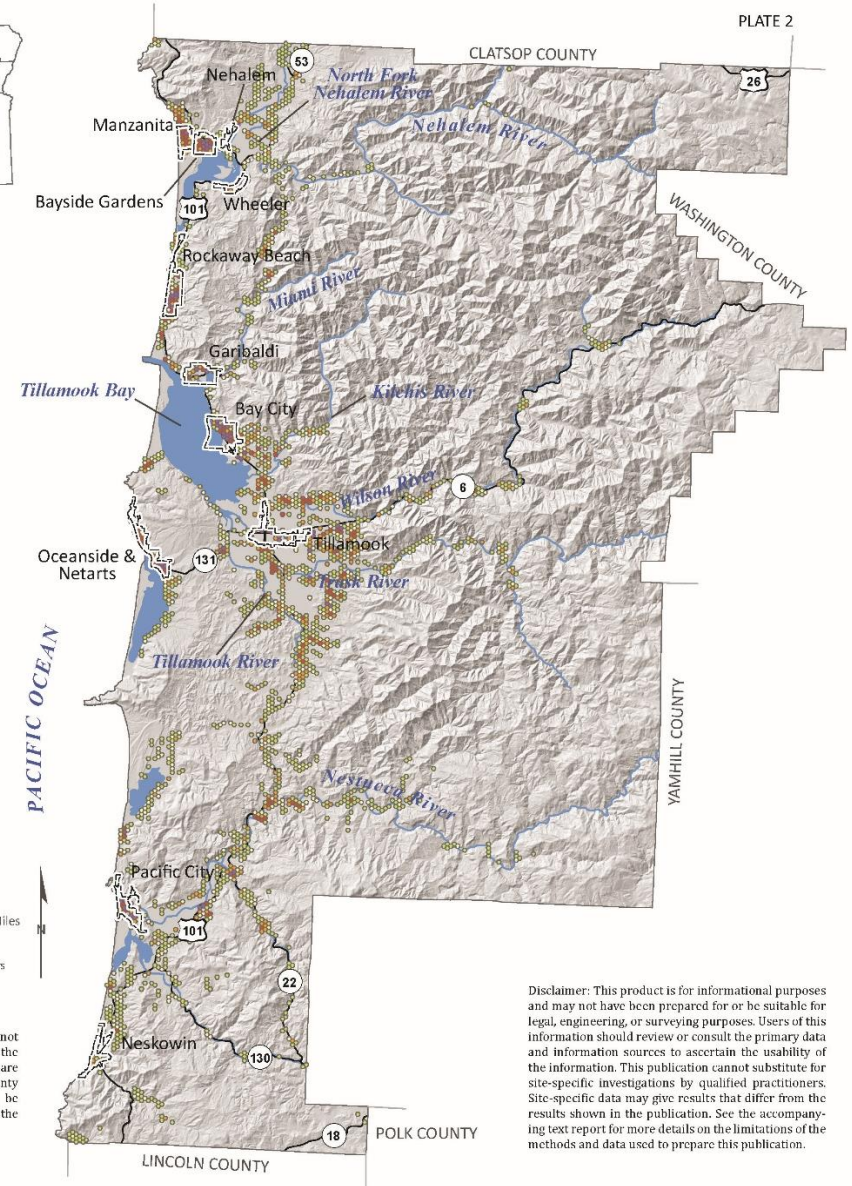 PLATE 2
CLATSOP COUNTY
53
26
Nehalem
North Fork
Nehalem River
Nehalem River
Manzanita
Bayside Gardens
101
Wheeler
WASHINGTON COUNTY
Rockaway Beach
Miami River
Garibaldi
Tillamook Bay
Kilchis River
Bay City
Wilson River
6
Oceanside &
Netarts
131
Tillamook
Trask River
Tillamook River
PACIFIC OCEAN
YAMHILL COUNTY
Nestucca River
Pacific City
Miles
N
101
22
not
the
are
be
the
Neskowin
130
18
POLK COUNTY
LINCOLN COUNTY
Disclaimer: This product is for informational purposes
and may not have been prepared for or be suitable for
legal, engineering, or surveying purposes. Users of this
information should review or consult the primary data
and information sources to ascertain the usability of
the information. This publication cannot substitute for
site-specific investigations by qualified practitioners.
Site-specific data may give results that differ from the
results shown in the publication. See the accompany-
ing text report for more details on the limitations of the
methods and data used to prepare this publication.